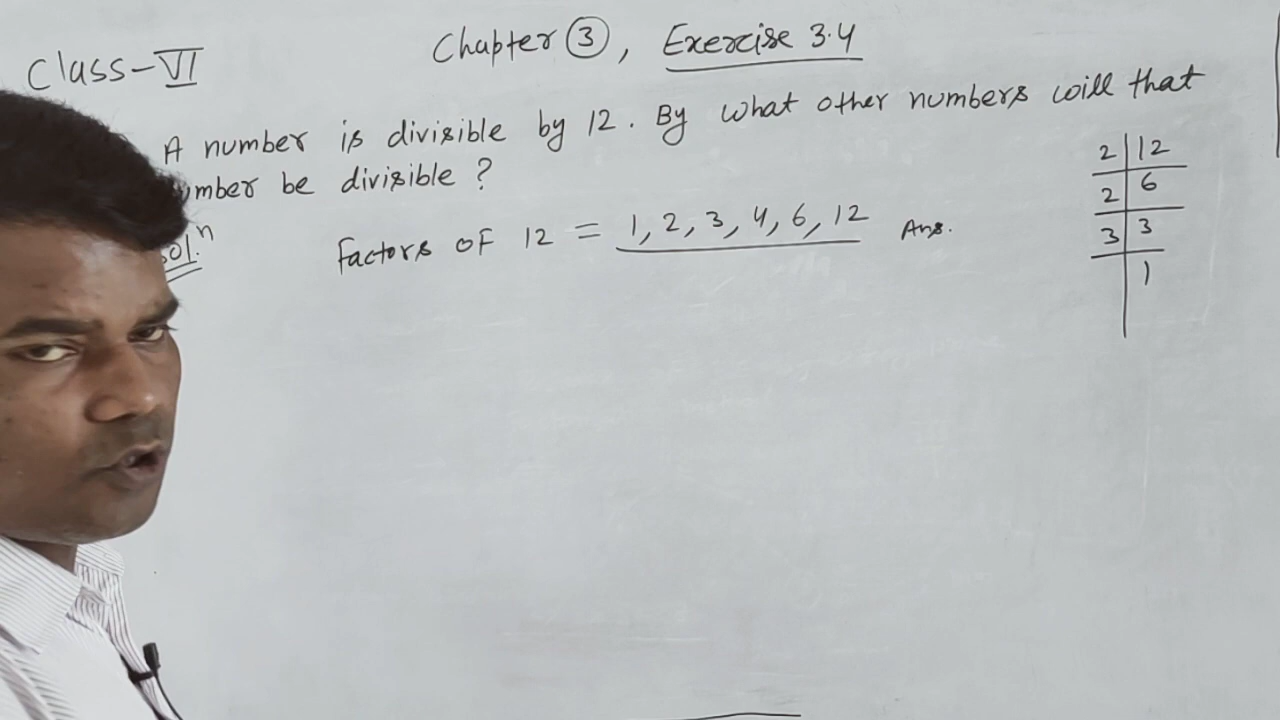 Class-VI
Chapter 3, Exercise 3.4
A number is divisible by 12. By what other numbers will that
umber be divisible ?
Sol.n
Factors of 12 = 1, 2, 3, 4, 6, 12 Ans.
2 | 12
2 | 6
3 | 3
1